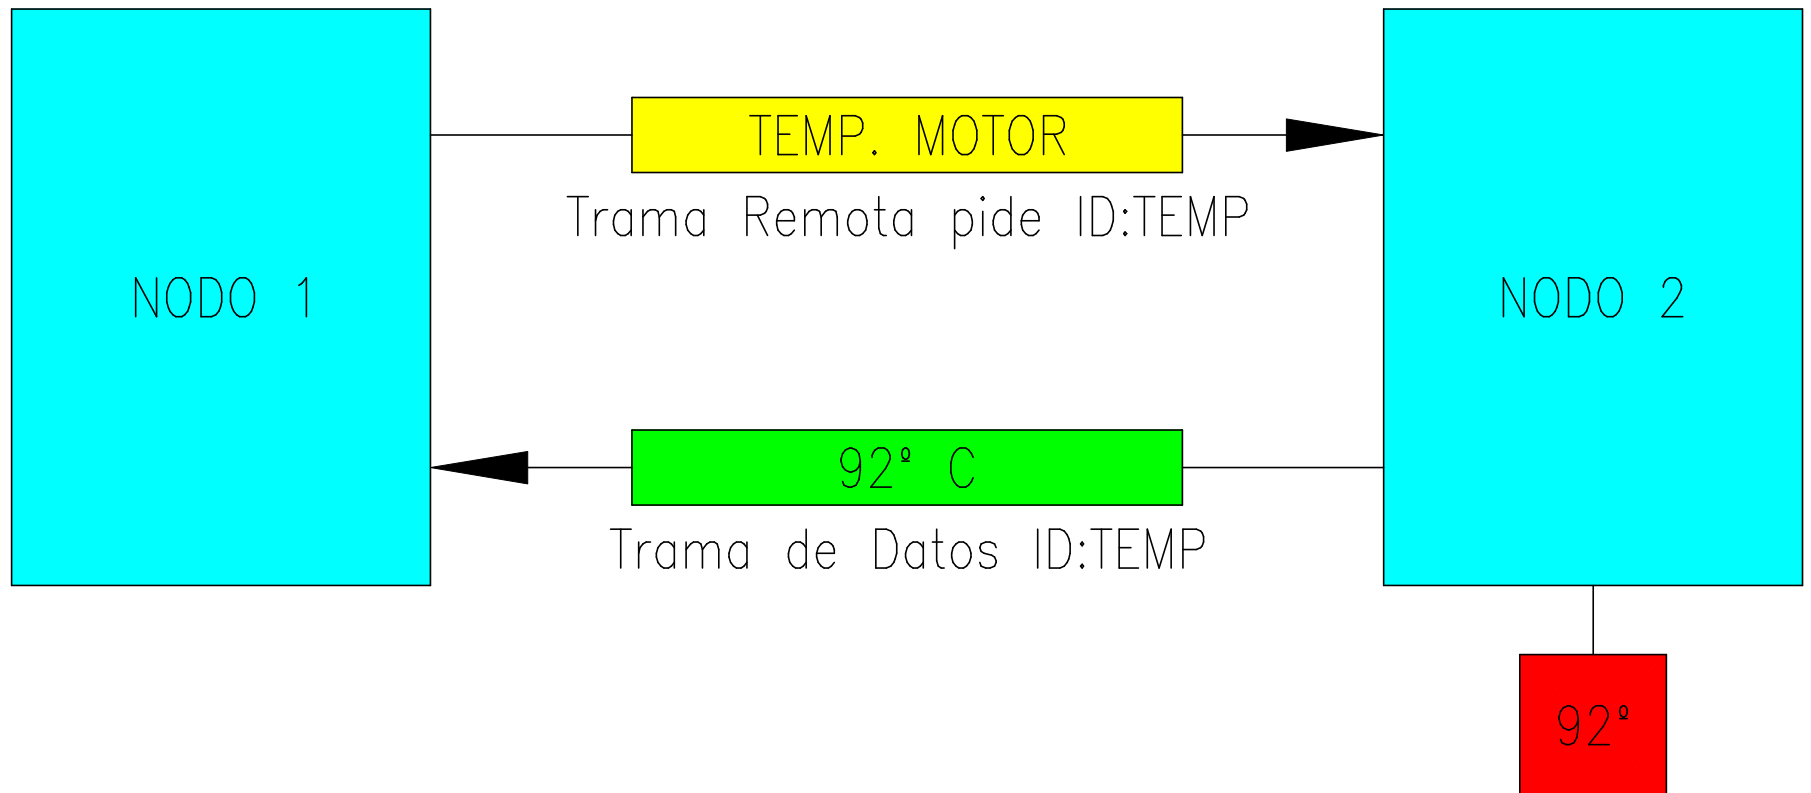 TEMP. MOTOR
Trama Remota pide ID:TEMP
NODO 1
NODO 2
92º C
Trama de Datos ID:TEMP
92º